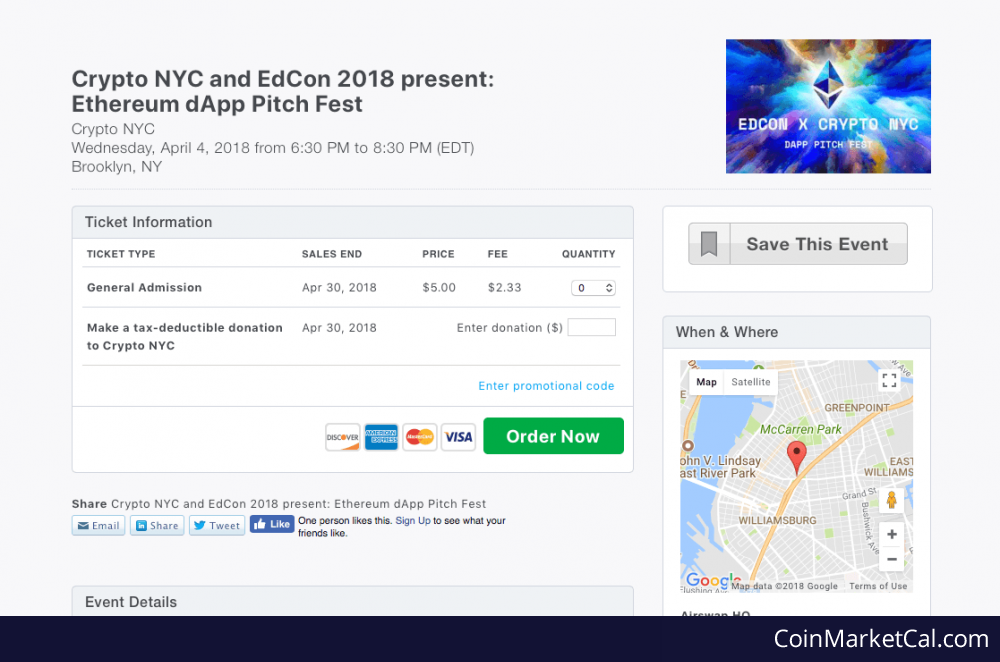 Crypto NYC and EdCon 2018 present:
Ethereum dApp Pitch Fest
Crypto NYC
Wednesday, April 4, 2018 from 6:30 PM to 8:30 PM (EDT)
Brooklyn, NY
EDCON X CRYPTO NYC
DAPP PITCH FEST
Ticket Information
TICKET TYPE SALES END PRICE FEE QUANTITY
General Admission Apr 30, 2018 $5.00 $2.33 0
Make a tax-deductible donation Apr 30, 2018 Enter donation ($)
to Crypto NYC
Enter promotional code
DISCOVER AMERICAN EXPRESS MasterCard VISA Order Now
Share Crypto NYC and EdCon 2018 present: Ethereum dApp Pitch Fest
Email Share Tweet Like One person likes this. Sign Up to see what your
friends like.
Event Details
Save This Event
When & Where
Map Satellite
GREENPOINT
McCarren Park
ohn V. Lindsay
ast River Park
EAST
WILLIAMS
Grand St
Bushwick Av
WILLIAMSBURG
Google Map data ©2018 Google Terms of Use
Flushing Ave
Airswap HQ
CoinMarketCal.com